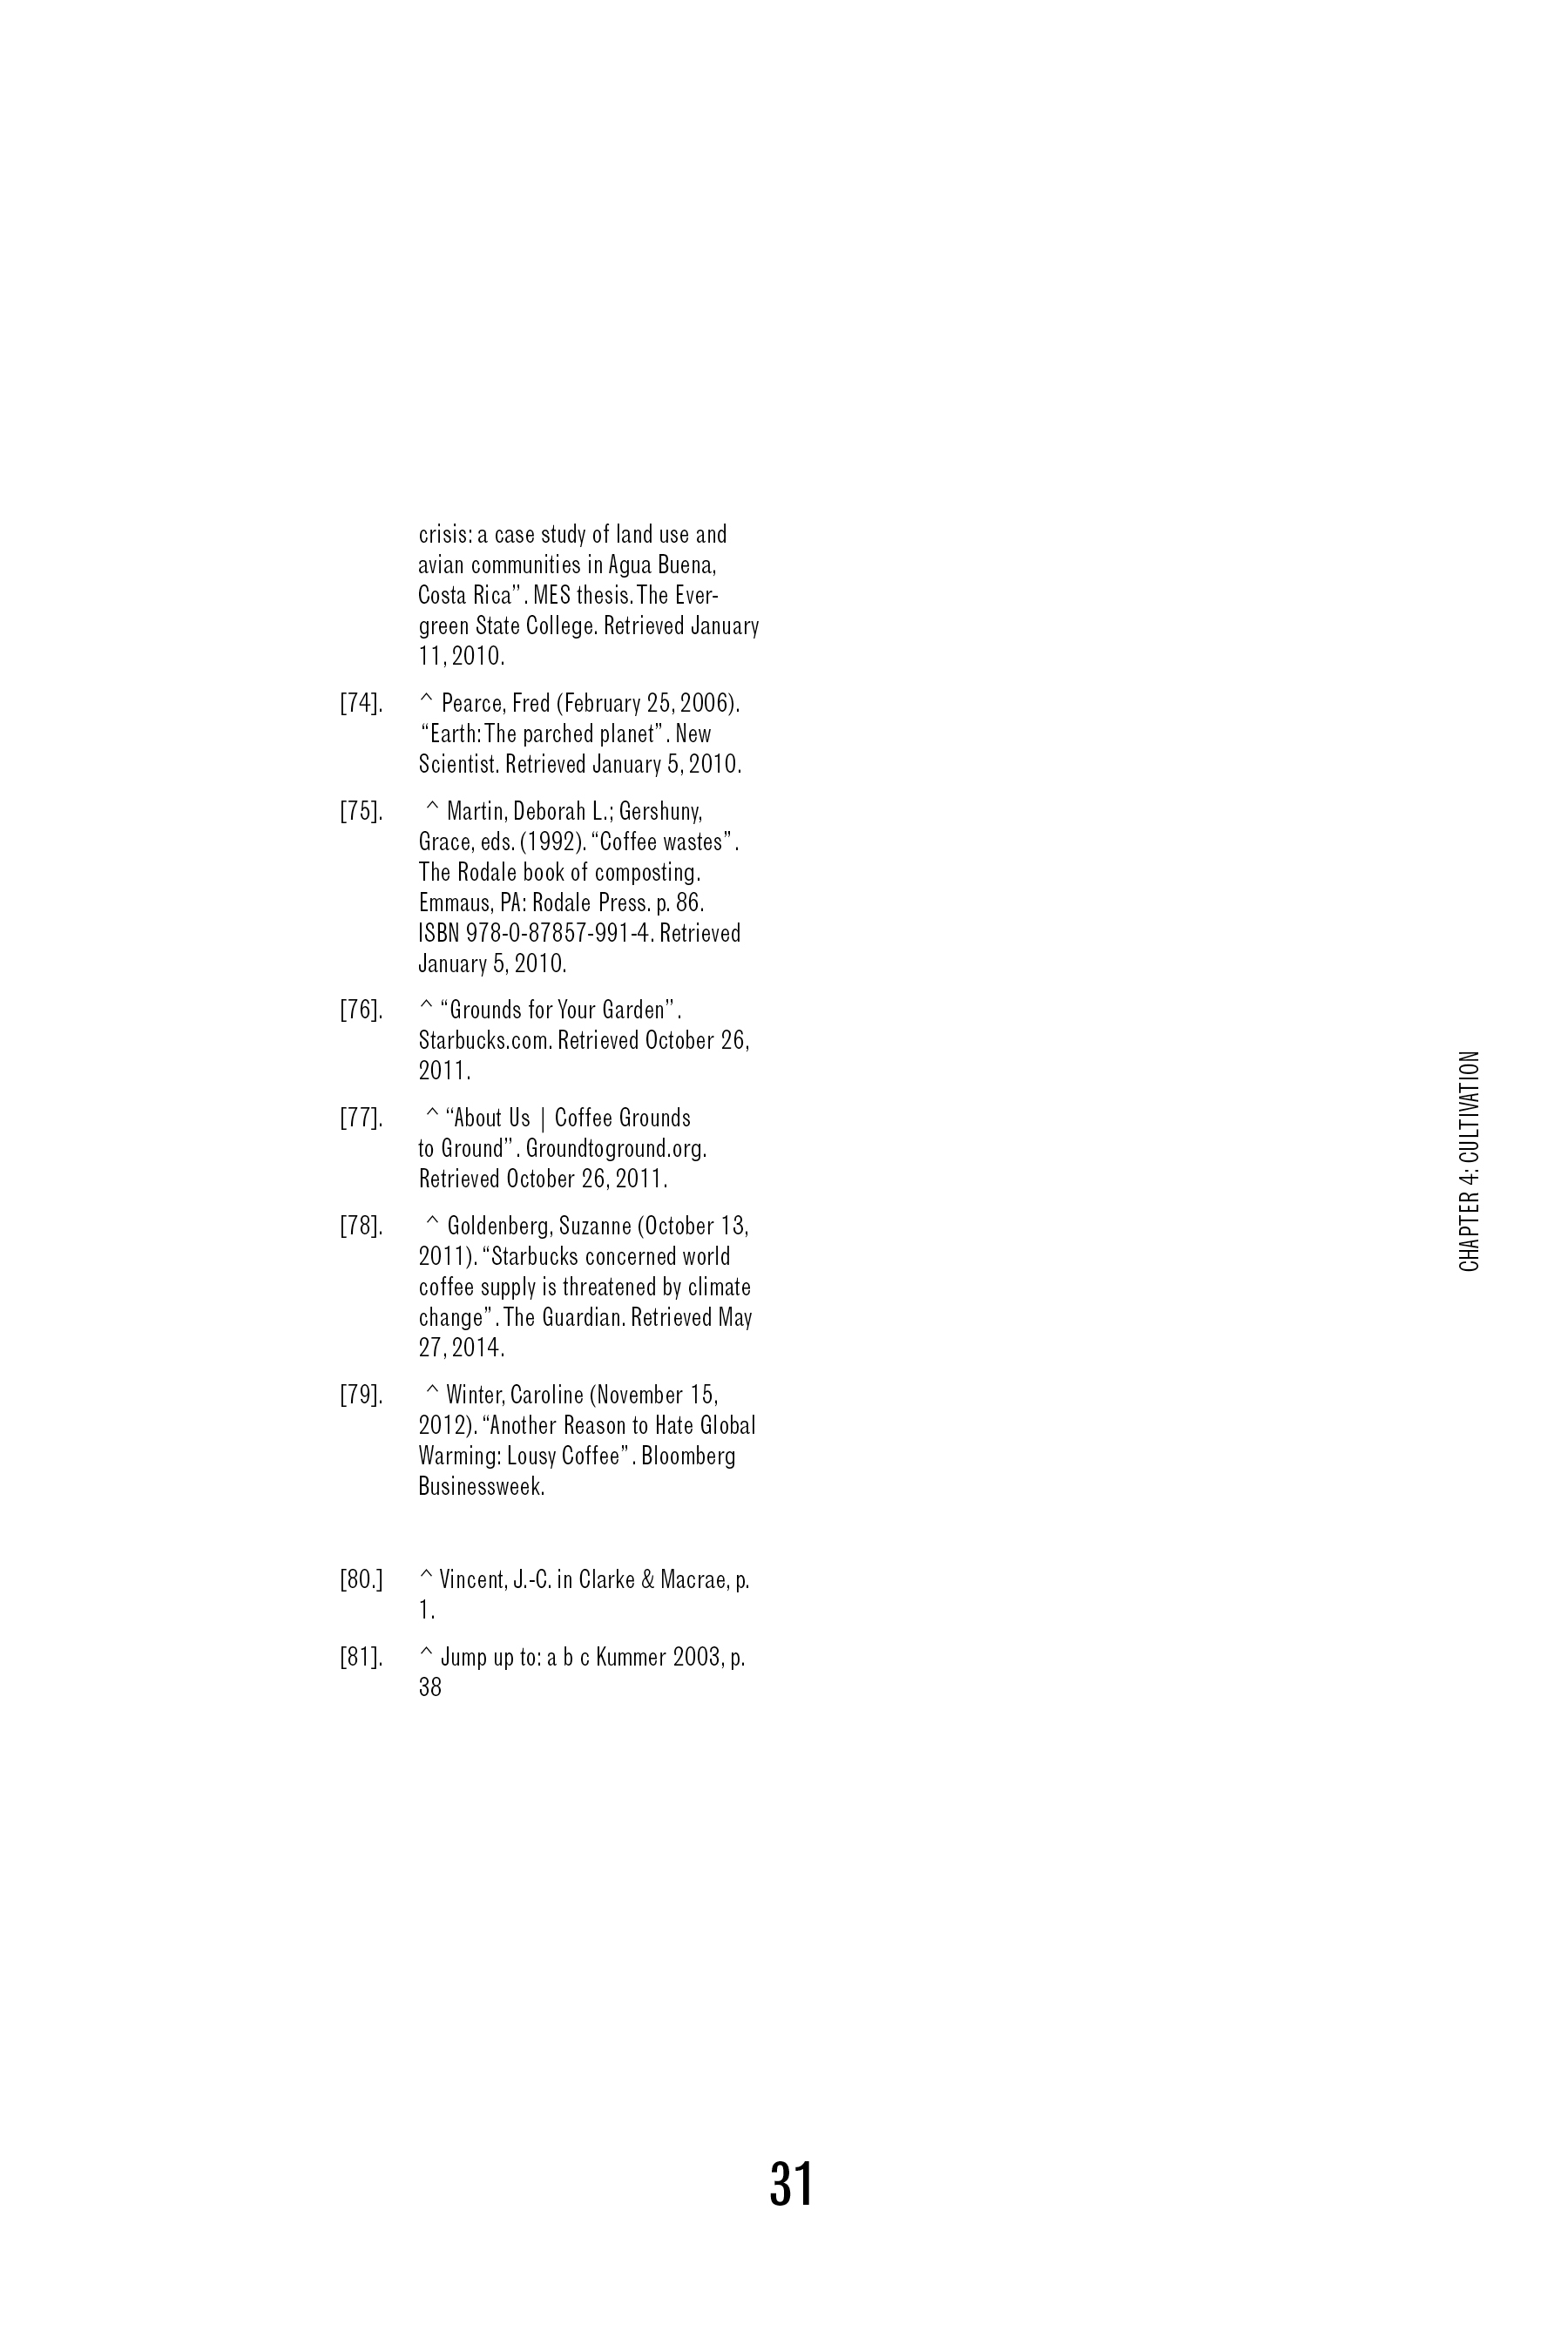 crisis: a case study of land use and
avian communities in Agua Buena,
Costa Rica”. MES thesis. The Ever-
green State College. Retrieved January
11, 2010.
[74]. ^ Pearce, Fred (February 25, 2006).
“Earth: The parched planet”. New
Scientist. Retrieved January 5, 2010.
[75]. ^ Martin, Deborah L.; Gershuny,
Grace, eds. (1992). “Coffee wastes”.
The Rodale book of composting.
Emmaus, PA: Rodale Press. p. 86.
ISBN 978-0-87857-991-4. Retrieved
January 5, 2010.
[76]. ^ “Grounds for Your Garden”.
Starbucks.com. Retrieved October 26,
2011.
[77]. ^ “About Us | Coffee Grounds
to Ground”. Groundtoground.org.
Retrieved October 26, 2011.
[78]. ^ Goldenberg, Suzanne (October 13,
2011). “Starbucks concerned world
coffee supply is threatened by climate
change”. The Guardian. Retrieved May
27, 2014.
[79]. ^ Winter, Caroline (November 15,
2012). “Another Reason to Hate Global
Warming: Lousy Coffee”. Bloomberg
Businessweek.
[80.] ^ Vincent, J.-C. in Clarke & Macrae, p.
1.
[81]. ^ Jump up to: a b c Kummer 2003, p.
38
CHAPTER 4: CULTIVATION
31